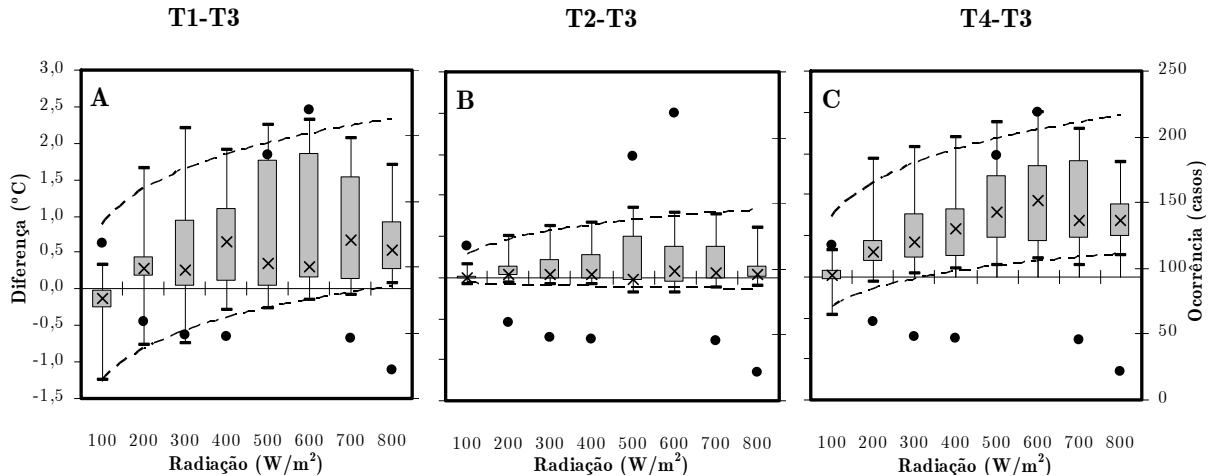 T1-T3 T2-T3 T4-T3
3,0 250
A B C
2,5
2,0 200
1,5
1,0 150
0,5
0,0 100
-0,5 50
-1,0
-1,5 0
Diferença (°C)
Ocorrência (casos)
100 200 300 400 500 600 700 800 100 200 300 400 500 600 700 800 100 200 300 400 500 600 700 800
Radiação (W/m²) Radiação (W/m²) Radiação (W/m²)